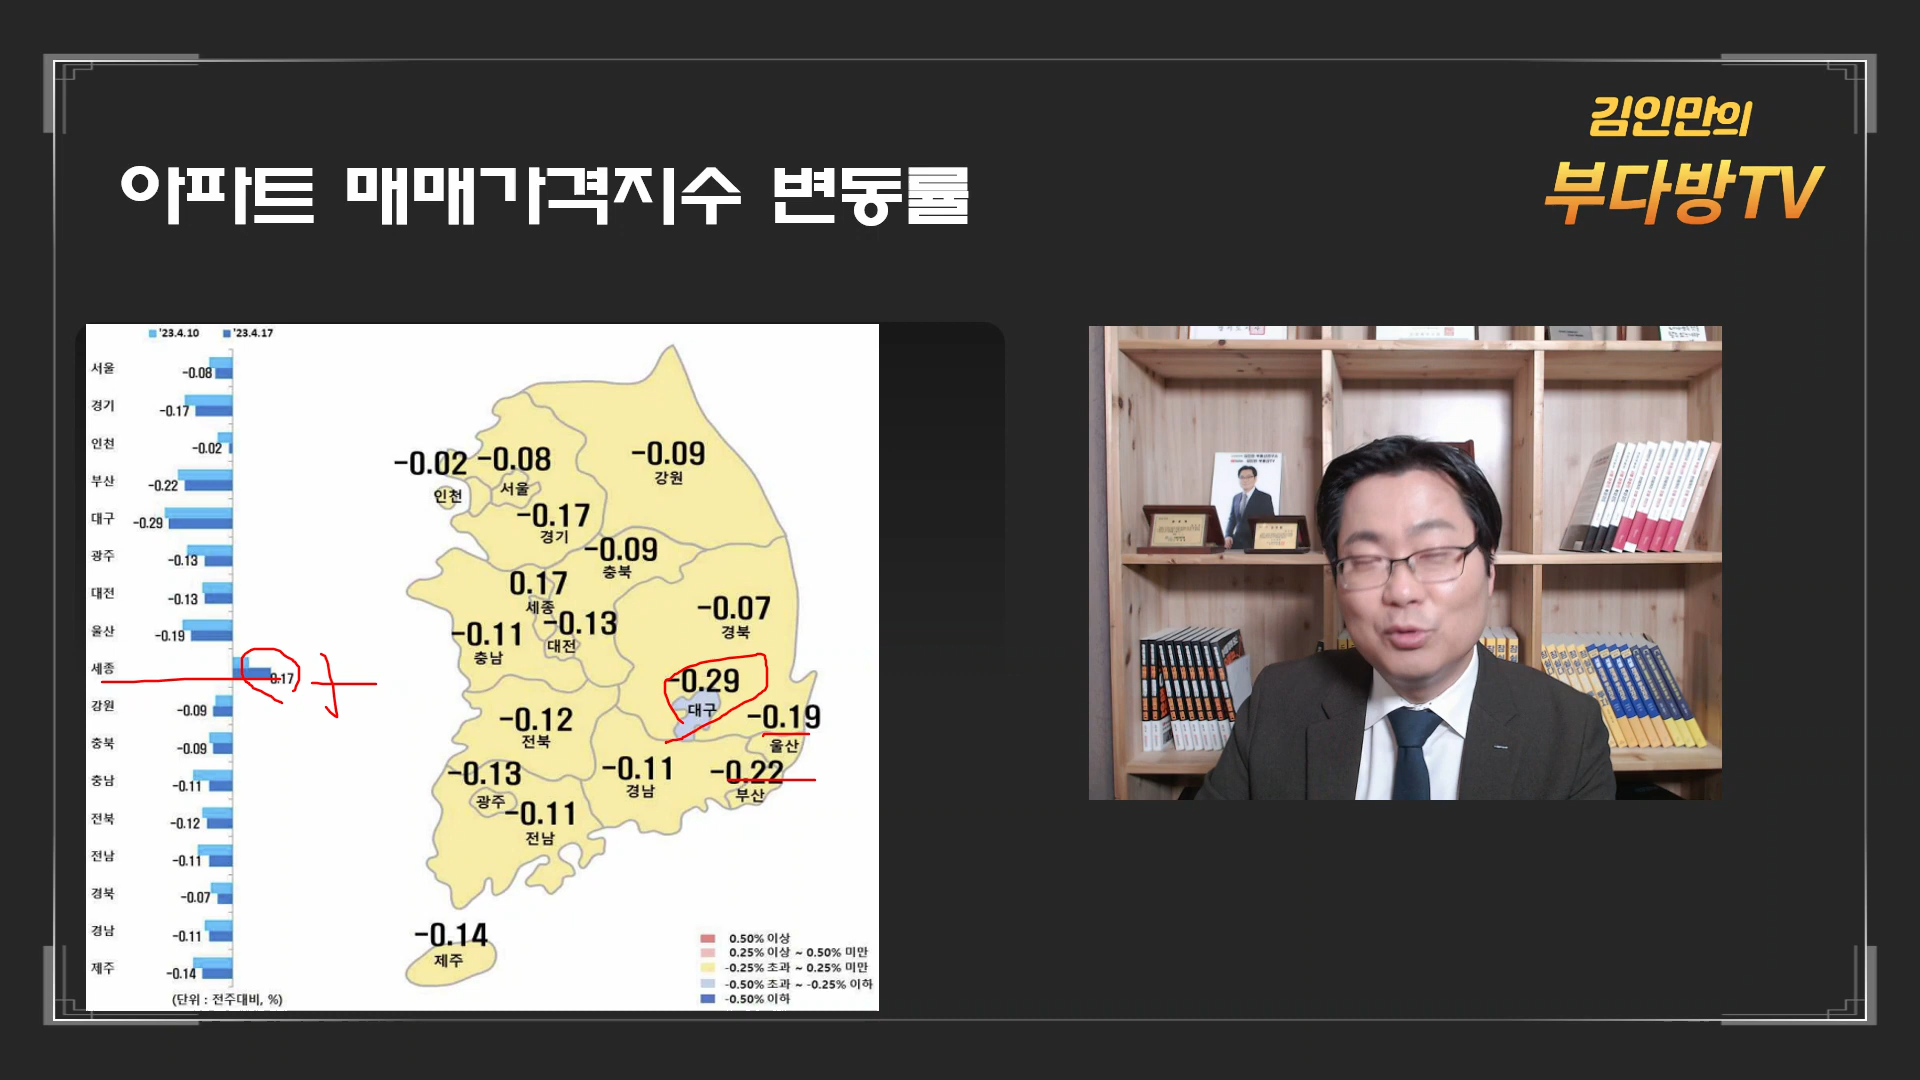 김인만의
부다방TV
아파트 매매가격지수 변동률
'23.4.10 '23.4.17
서울 -0.08
경기 -0.17
인천 -0.02
부산 -0.22
대구 -0.29
광주 -0.13
대전 -0.13
울산 -0.19
세종 0.17
강원 -0.09
충북 -0.09
충남 -0.11
전북 -0.12
전남 -0.11
경북 -0.07
경남 -0.11
제주 -0.14
(단위 : 전주대비, %)
-0.02
인천
-0.08
서울
-0.09
강원
-0.17
경기
-0.09
충북
0.17
세종
-0.11
충남
-0.13
대전
-0.07
경북
-0.29
대구
-0.19
울산
-0.12
전북
-0.13
광주
-0.11
경남
-0.22
부산
-0.11
전남
-0.14
제주
0.50% 이상
0.25% 이상 ~ 0.50% 미만
-0.25% 초과 ~ 0.25% 미만
-0.50% 초과 ~ -0.25% 이하
-0.50% 이하